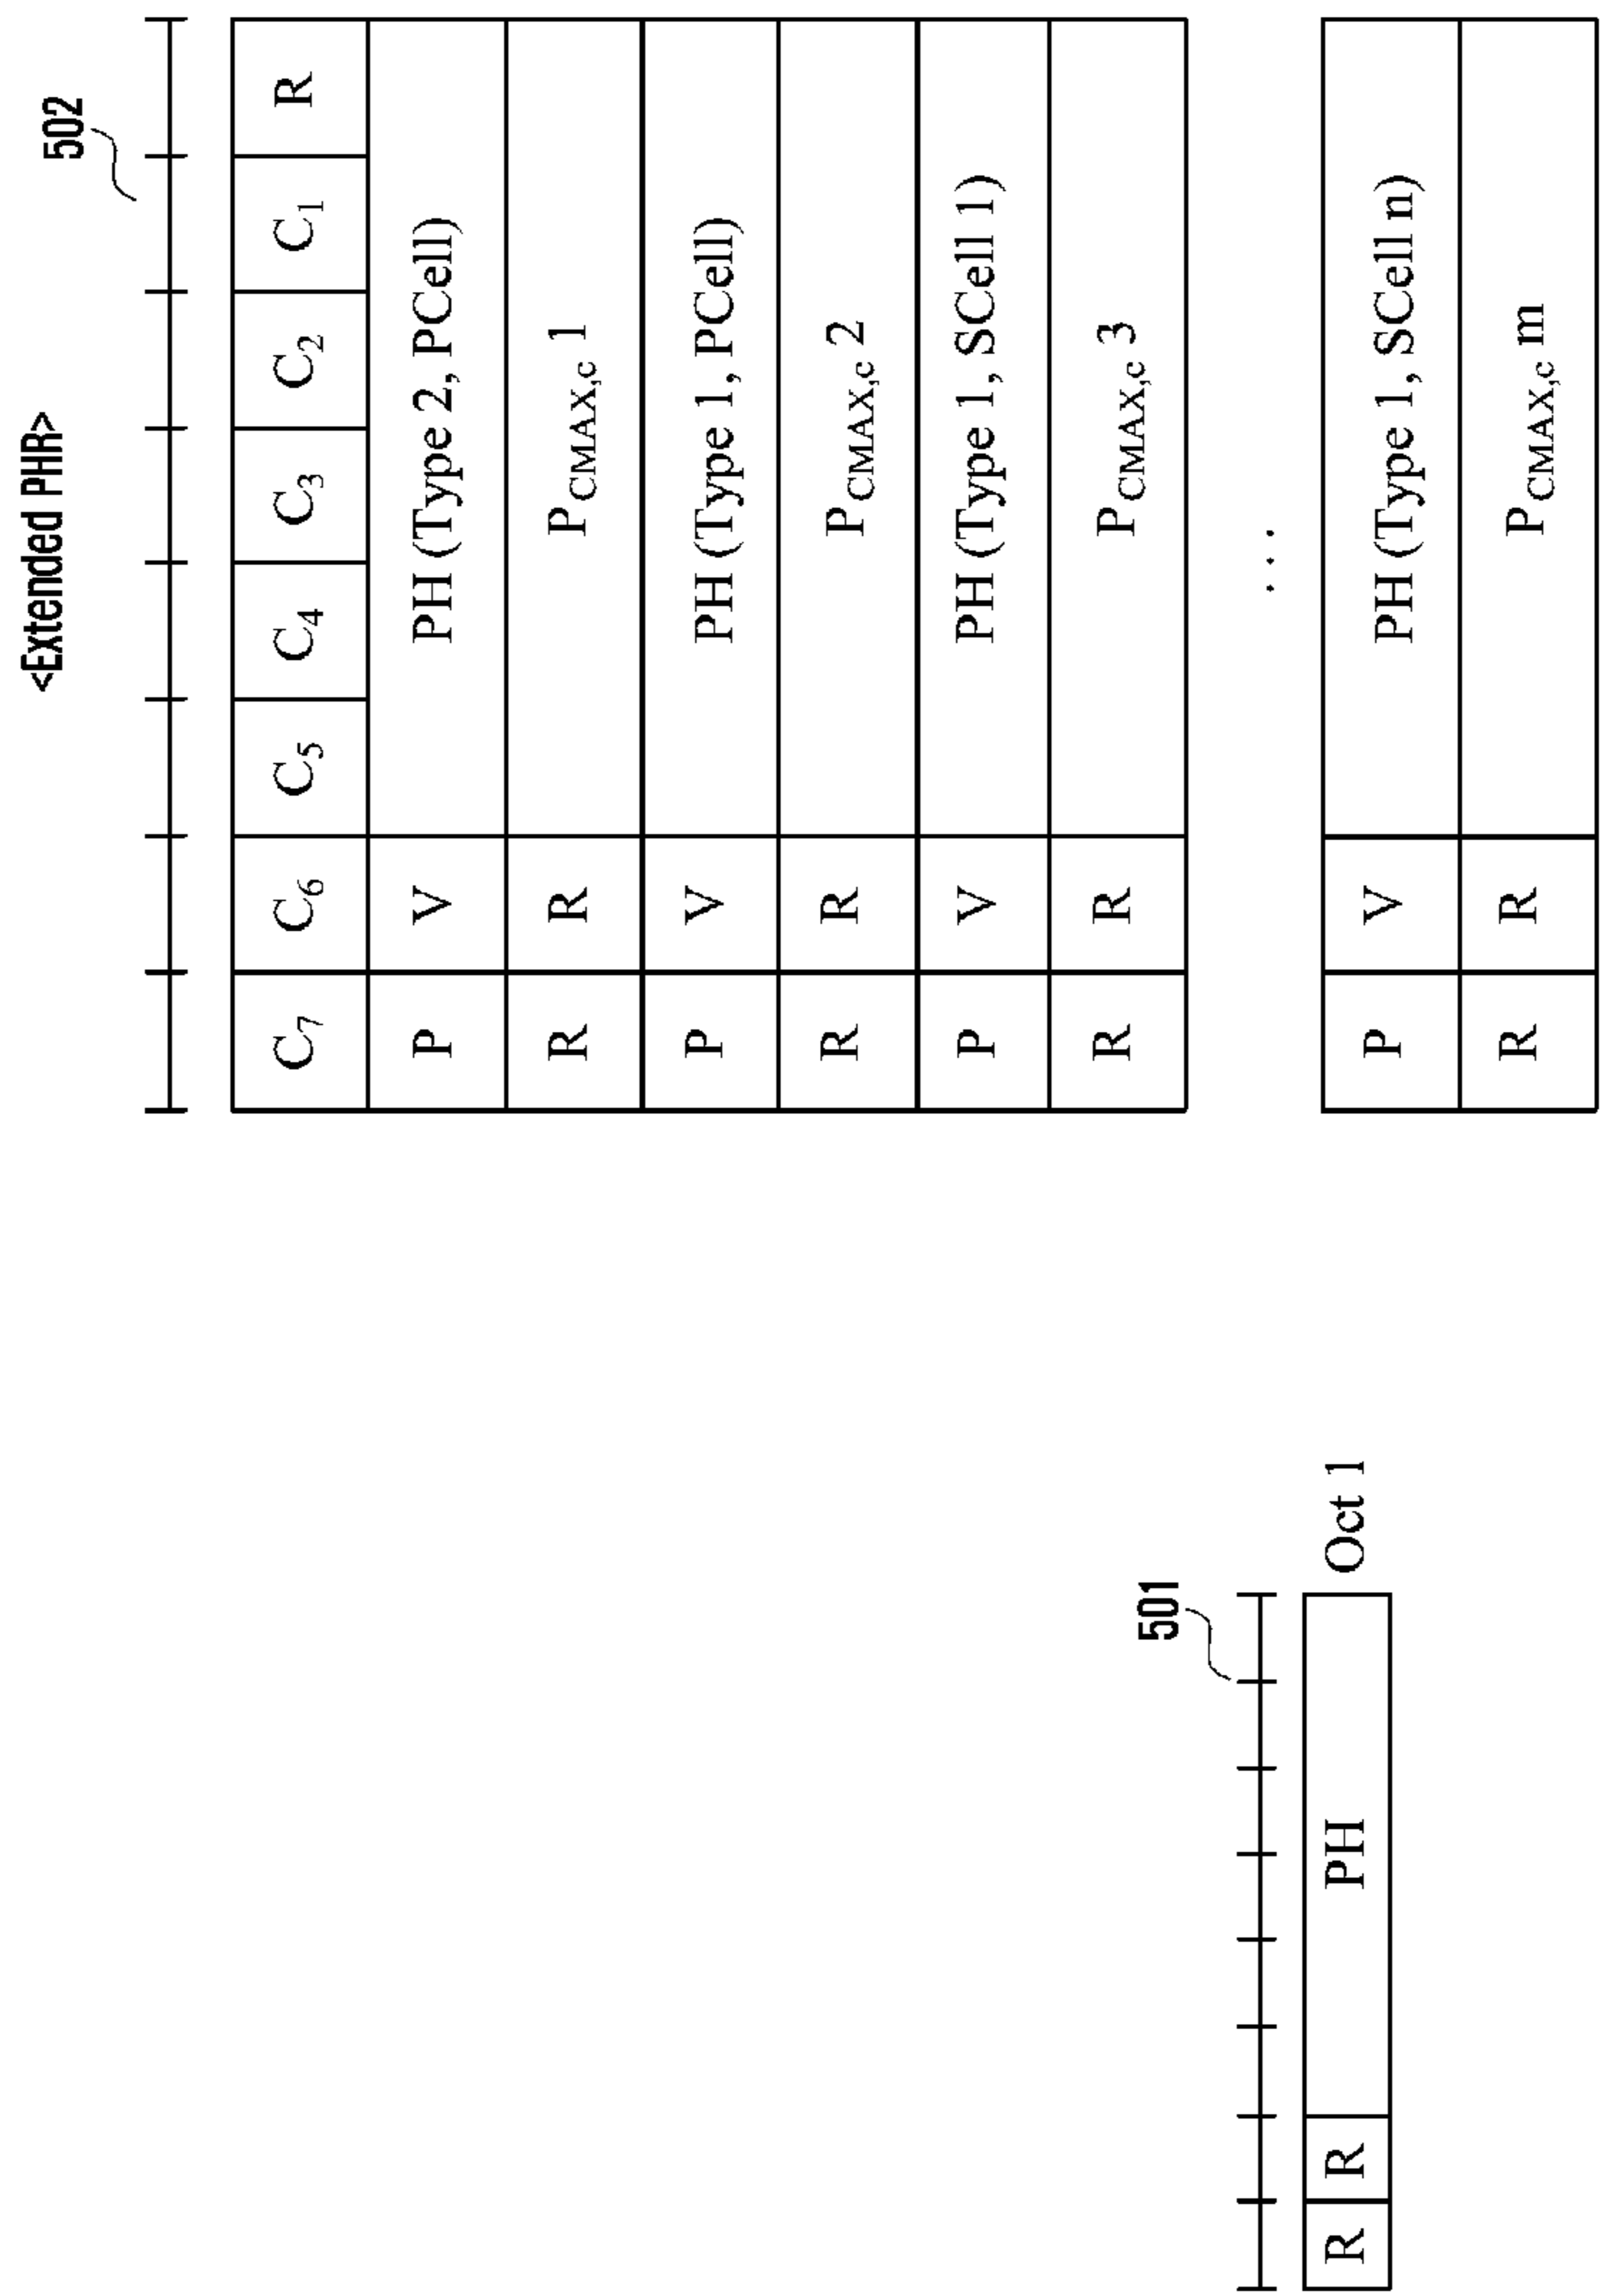 501
R R PH Oct 1
<Extended PHR>
502
C7 C6 C5 C4 C3 C2 C1 R
P V PH (Type 2, PCell)
R R PCMAX,c 1
P V PH (Type 1, PCell)
R R PCMAX,c 2
P V PH (Type 1, SCell 1)
R R PCMAX,c 3
...
P V PH (Type 1, SCell n)
R R PCMAX,c m